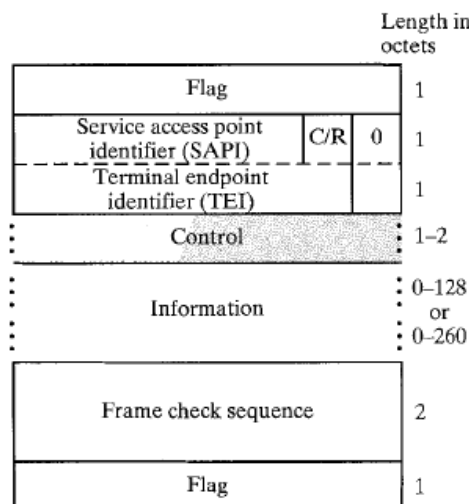 Length in
octets
Flag 1
Service access point
identifier (SAPI) C/R 0 1
Terminal endpoint
identifier (TEI) 1
Control 1–2
Information 0–128
or
0–260
Frame check sequence 2
Flag 1